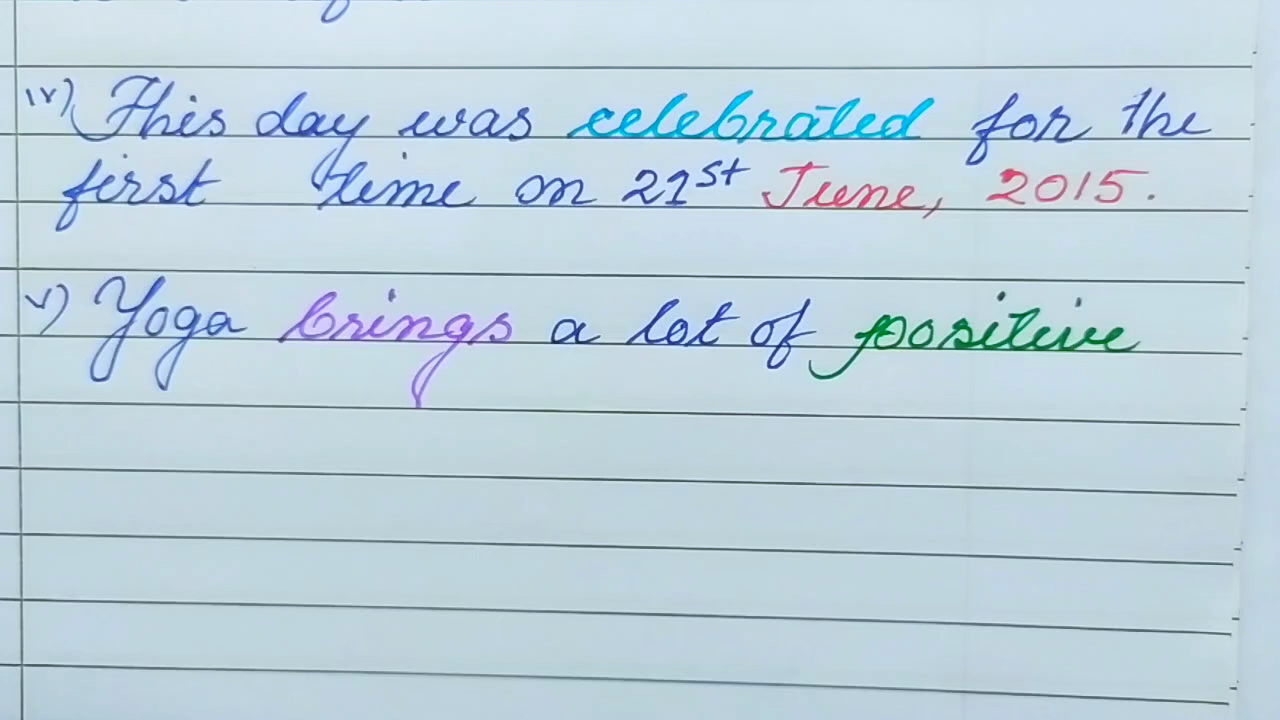 iv) This day was celebrated for the
first time on 21st June, 2015.
v) Yoga brings a lot of positive